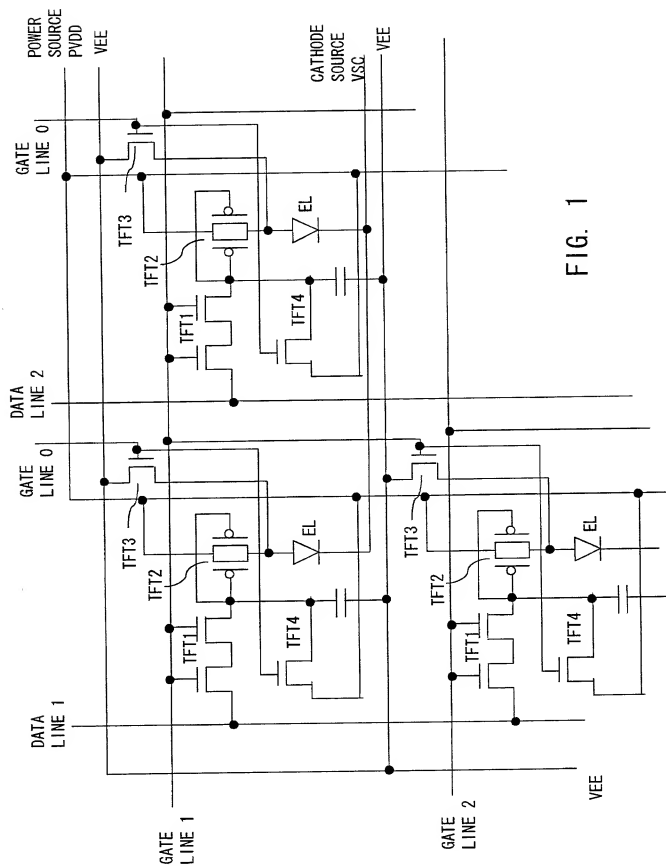 POWER
SOURCE
PVDD
VEE
GATE
LINE 0
CATHODE
SOURCE
VSC
VEE
TFT3
TFT2
EL
TFT1
TFT4
DATA
LINE 2
GATE
LINE 0
TFT3
TFT2
EL
TFT1
TFT4
TFT3
TFT2
EL
TFT1
TFT4
DATA
LINE 1
GATE
LINE 1
GATE
LINE 2
VEE
FIG. 1